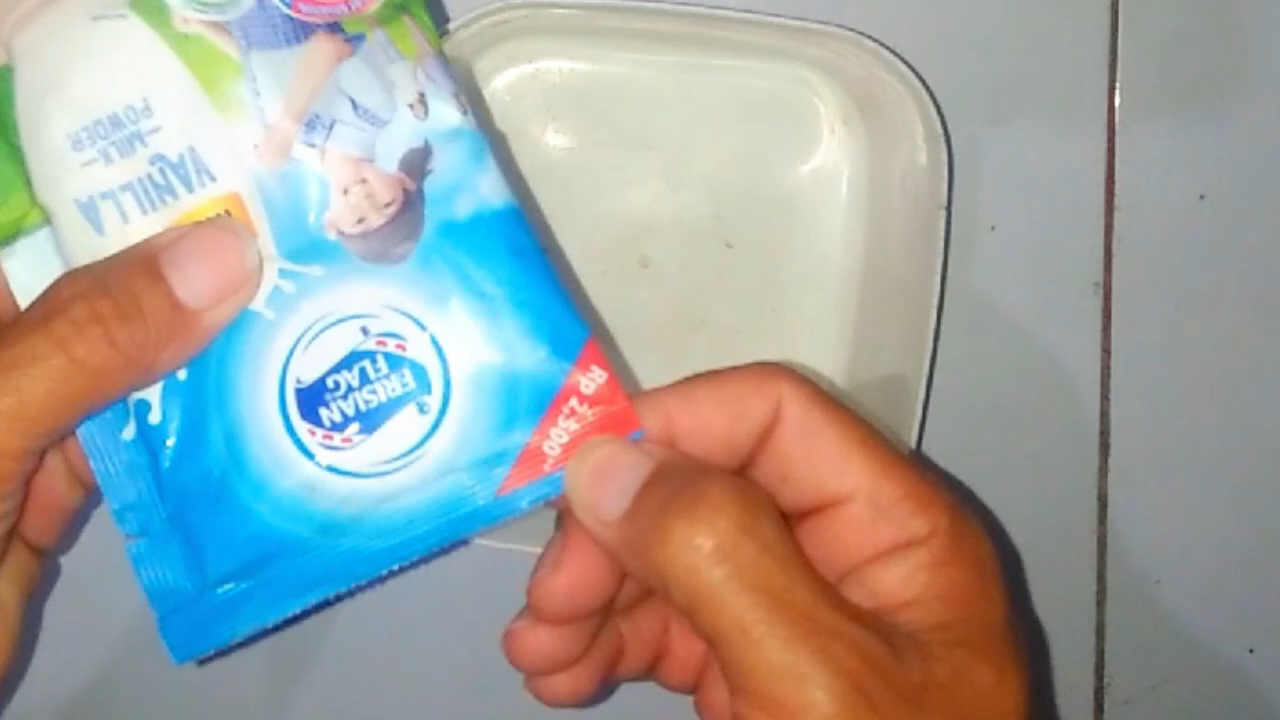 FRISIAN
FLAG
VANILLA
MILK
POWDER
RP 2,500